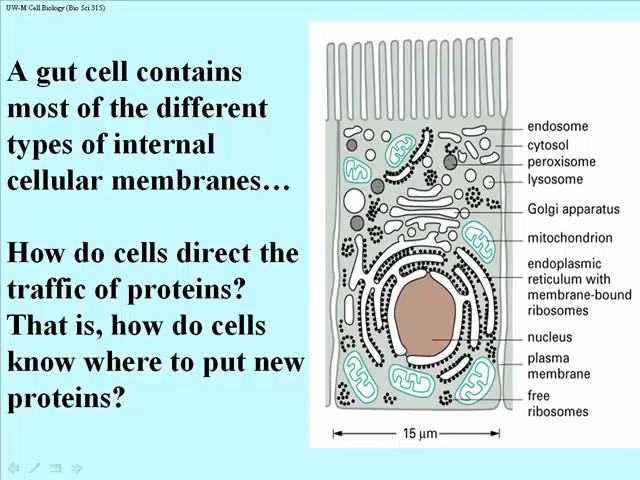 UW-M Cell Biology (Bio Sci 315)
A gut cell contains
most of the different
types of internal
cellular membranes…
How do cells direct the
traffic of proteins?
That is, how do cells
know where to put new
proteins?
endosome
cytosol
peroxisome
lysosome
Golgi apparatus
mitochondrion
endoplasmic
reticulum with
membrane-bound
ribosomes
nucleus
plasma
membrane
free
ribosomes
15 μm